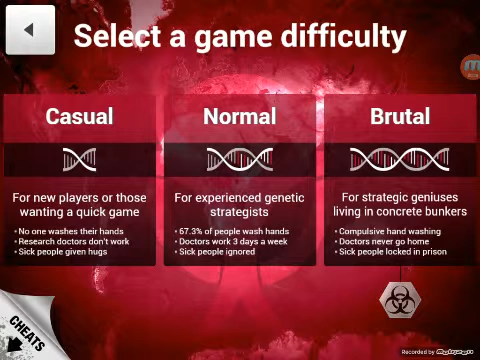 Select a game difficulty
Casual
Normal
Brutal
For new players or those
wanting a quick game
• No one washes their hands
• Research doctors don't work
• Sick people given hugs
For experienced genetic
strategists
• 67.3% of people wash hands
• Doctors work 3 days a week
• Sick people ignored
For strategic geniuses
living in concrete bunkers
• Compulsive hand washing
• Doctors never go home
• Sick people locked in prison
CHEATS
Recorded by